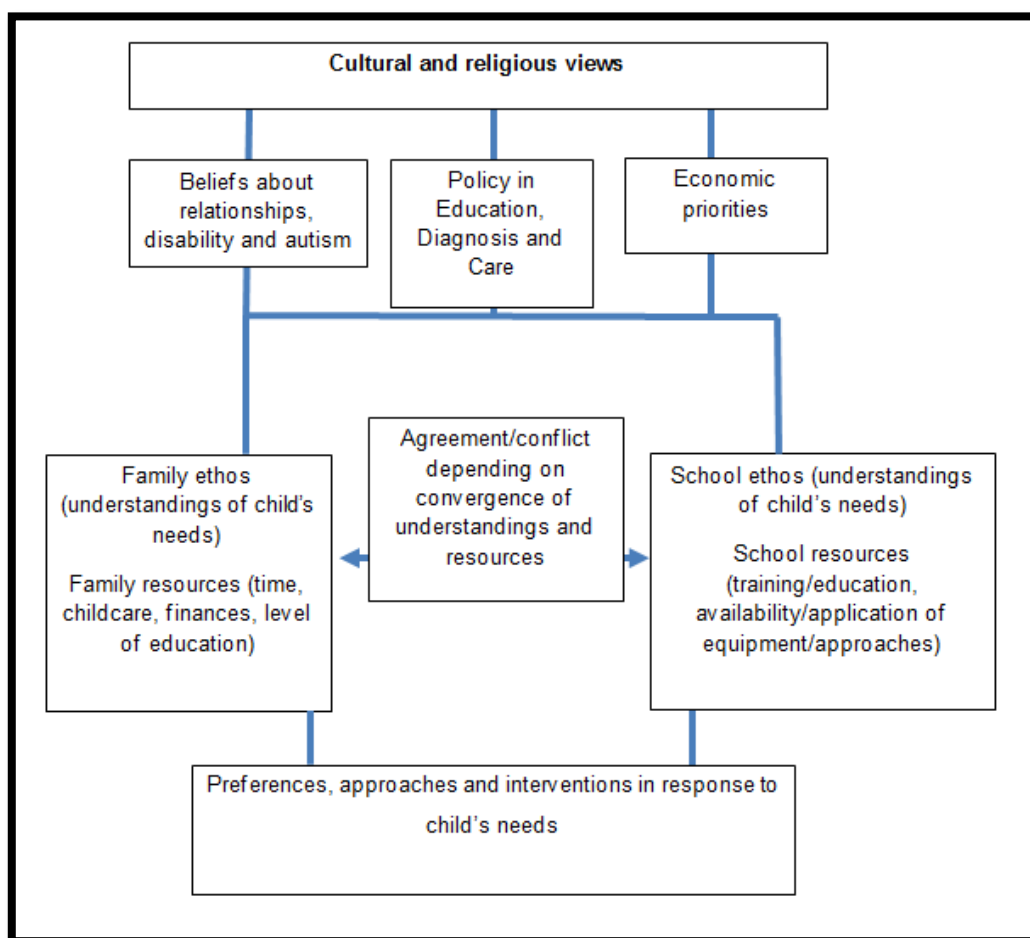 Cultural and religious views
Beliefs about
relationships,
disability and autism
Policy in
Education,
Diagnosis and
Care
Economic
priorities
Family ethos
(understandings of child's
needs)
Family resources (time,
childcare, finances, level
of education)
Agreement/conflict
depending on
convergence of
understandings and
resources
School ethos (understandings
of child's needs)
School resources
(training/education,
availability/application of
equipment/approaches)
Preferences, approaches and interventions in response to
child's needs